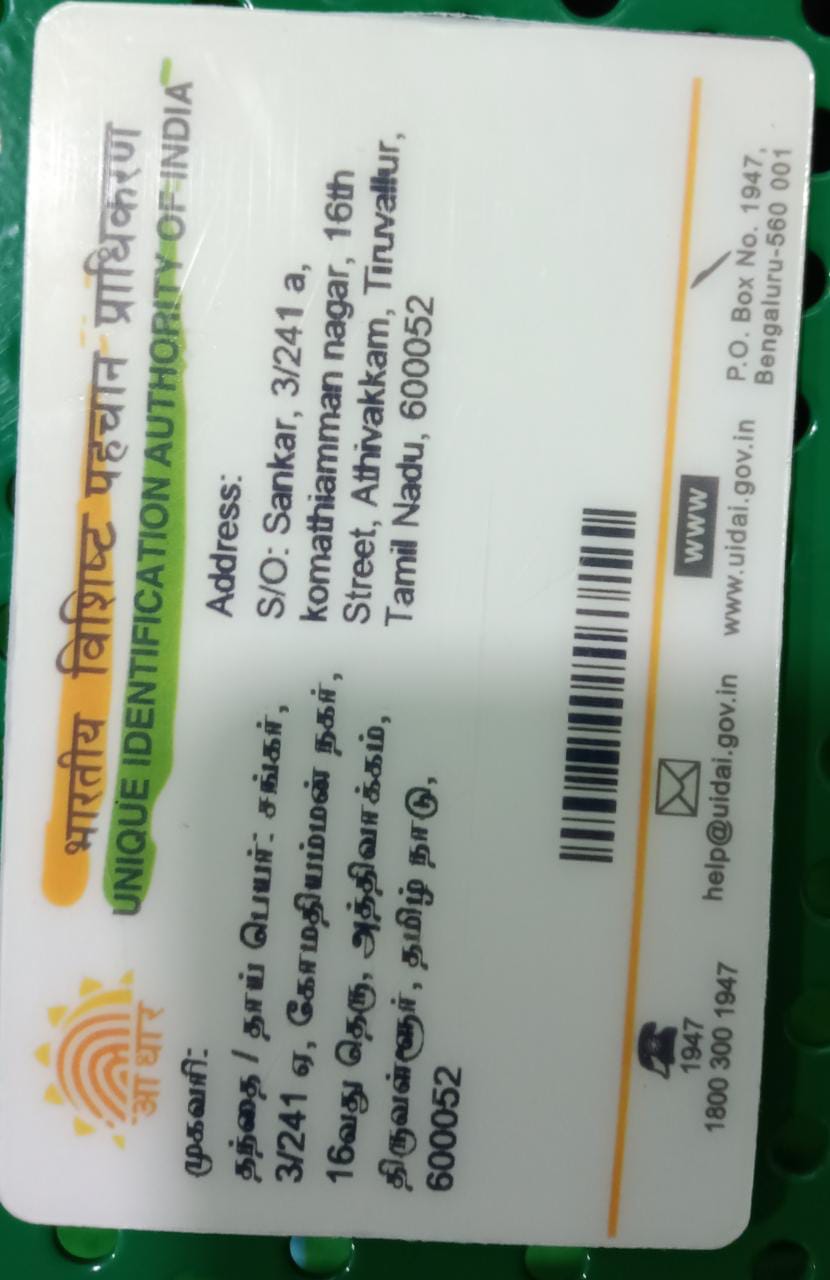 भारतीय विशिष्ट पहचान प्राधिकरण
UNIQUE IDENTIFICATION AUTHORITY OF INDIA
आधार
முகவரி:
தந்தை / தாய் பெயர்: சங்கர்,
3/241 ஏ, கோமதியம்மன் நகர்,
16வது தெரு, அத்திவாக்கம்,
திருவள்ளூர், தமிழ் நாடு,
600052
Address:
S/O: Sankar, 3/241 a,
komathiamman nagar, 16th
Street, Athivakkam, Tiruvallur,
Tamil Nadu, 600052
1947
1800 300 1947
help@uidai.gov.in
www
www.uidai.gov.in
P.O. Box No. 1947,
Bengaluru-560 001